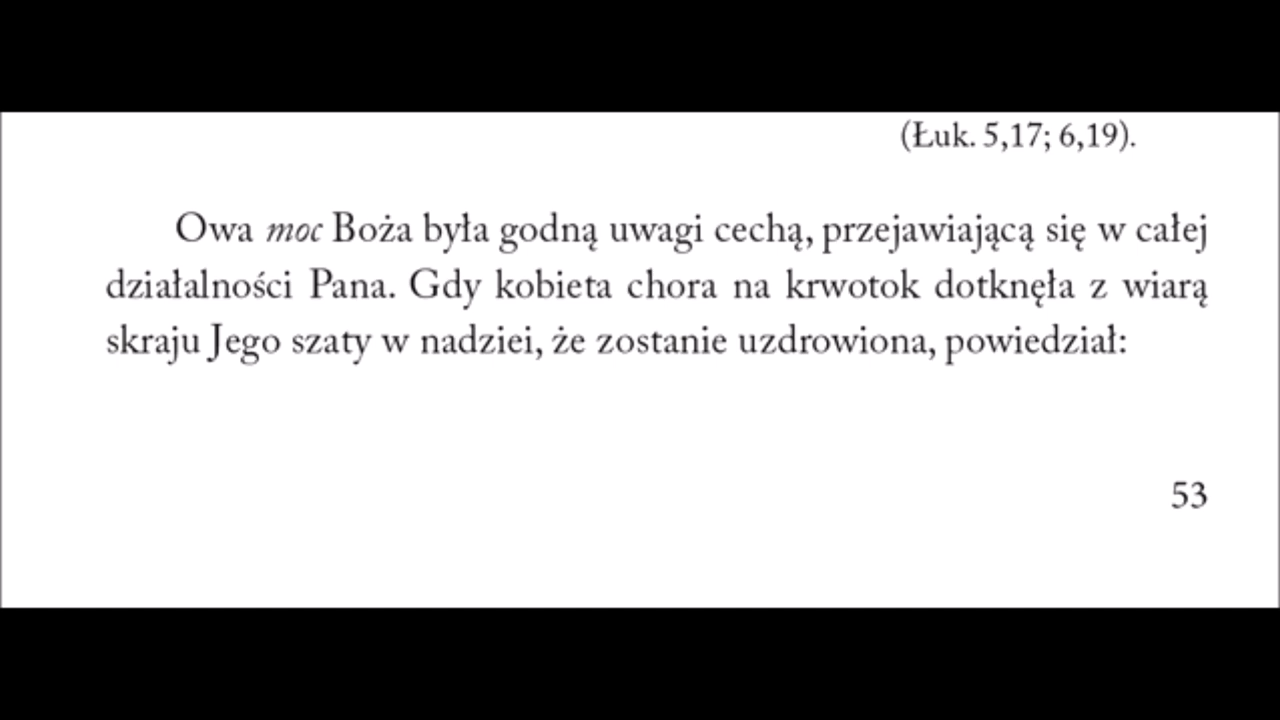 (Łuk. 5,17; 6,19).
Owa moc Boża była godną uwagi cechą, przejawiającą się w całej
działalności Pana. Gdy kobieta chora na krwotok dotknęła z wiarą
skraju Jego szaty w nadziei, że zostanie uzdrowiona, powiedział:
53